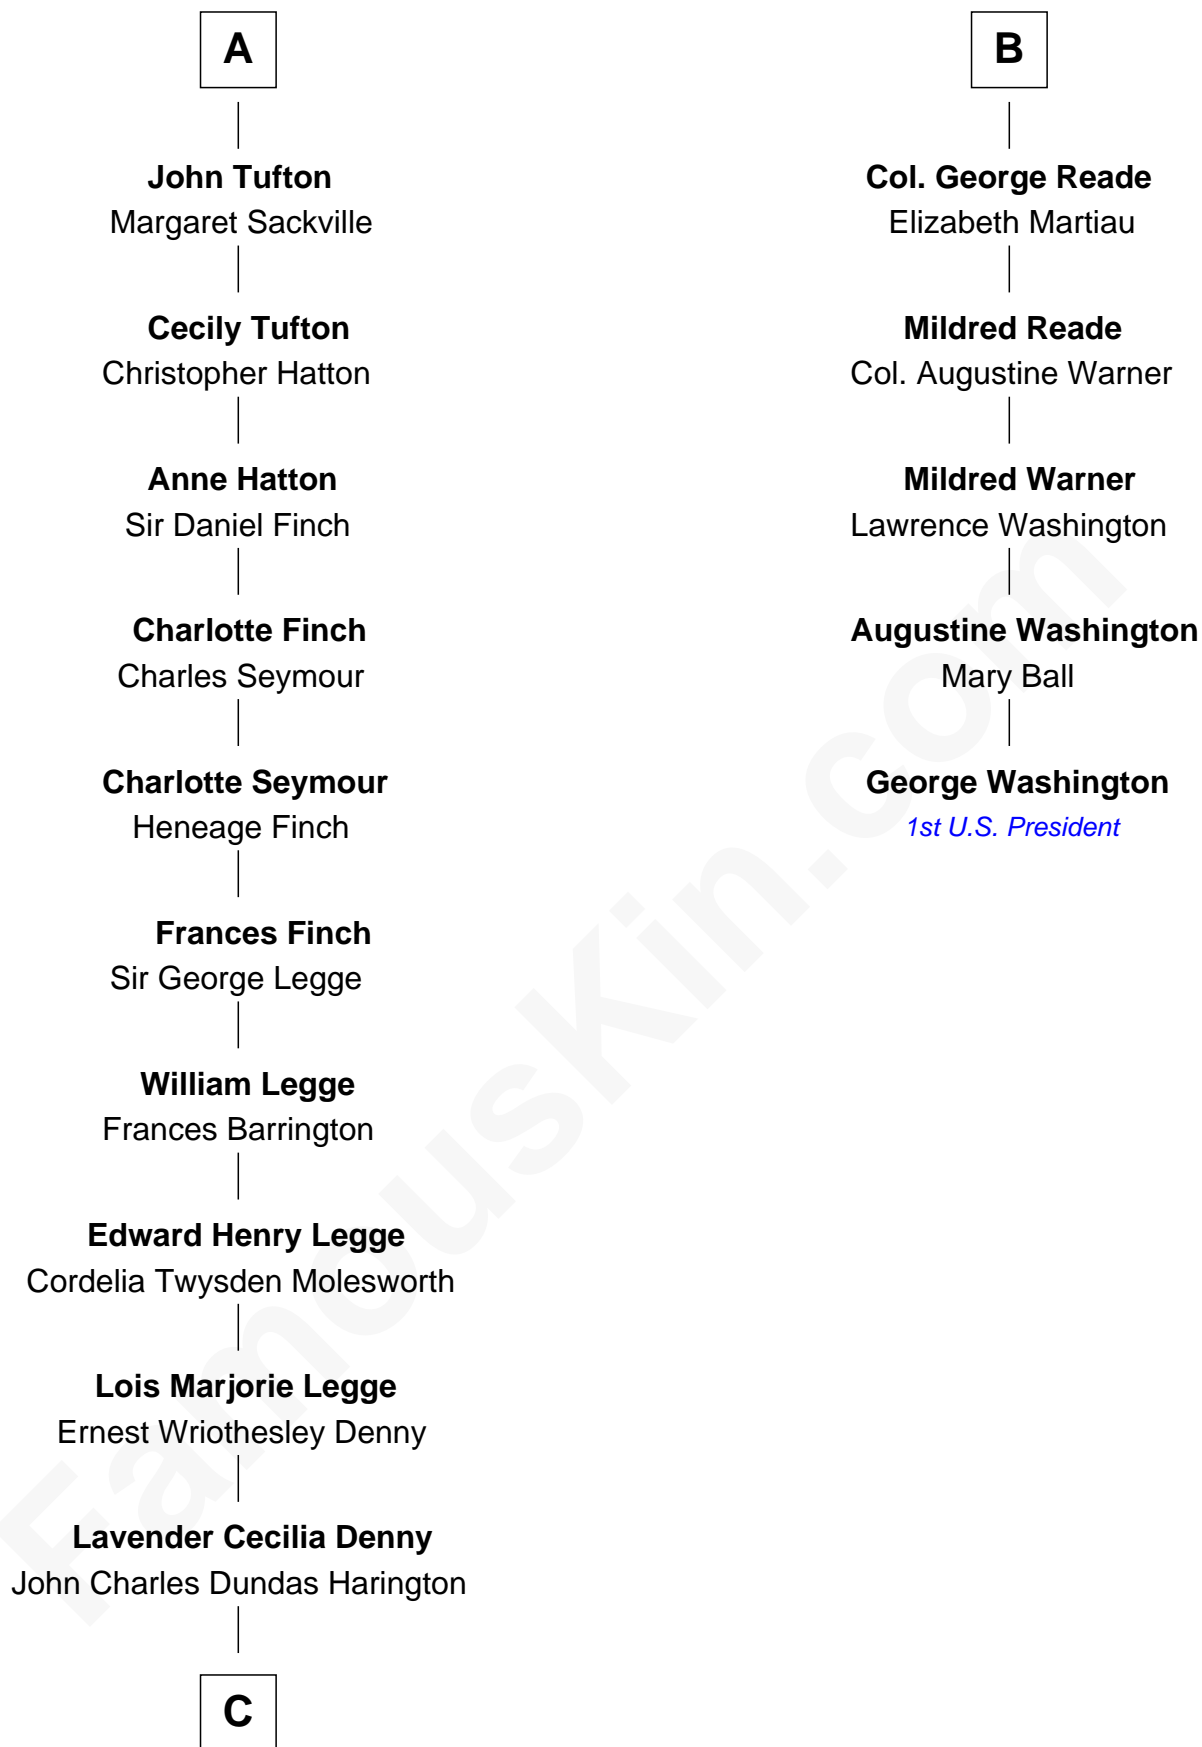 A
John Tufton
Margaret Sackville
Cecily Tufton
Christopher Hatton
Anne Hatton
Sir Daniel Finch
Charlotte Finch
Charles Seymour
Charlotte Seymour
Heneage Finch
Frances Finch
Sir George Legge
William Legge
Frances Barrington
Edward Henry Legge
Cordelia Twysden Molesworth
Lois Marjorie Legge
Ernest Wriothesley Denny
Lavender Cecilia Denny
John Charles Dundas Harington
C
B
Col. George Reade
Elizabeth Martiau
Mildred Reade
Col. Augustine Warner
Mildred Warner
Lawrence Washington
Augustine Washington
Mary Ball
George Washington
1st U.S. President
FamousKin.com